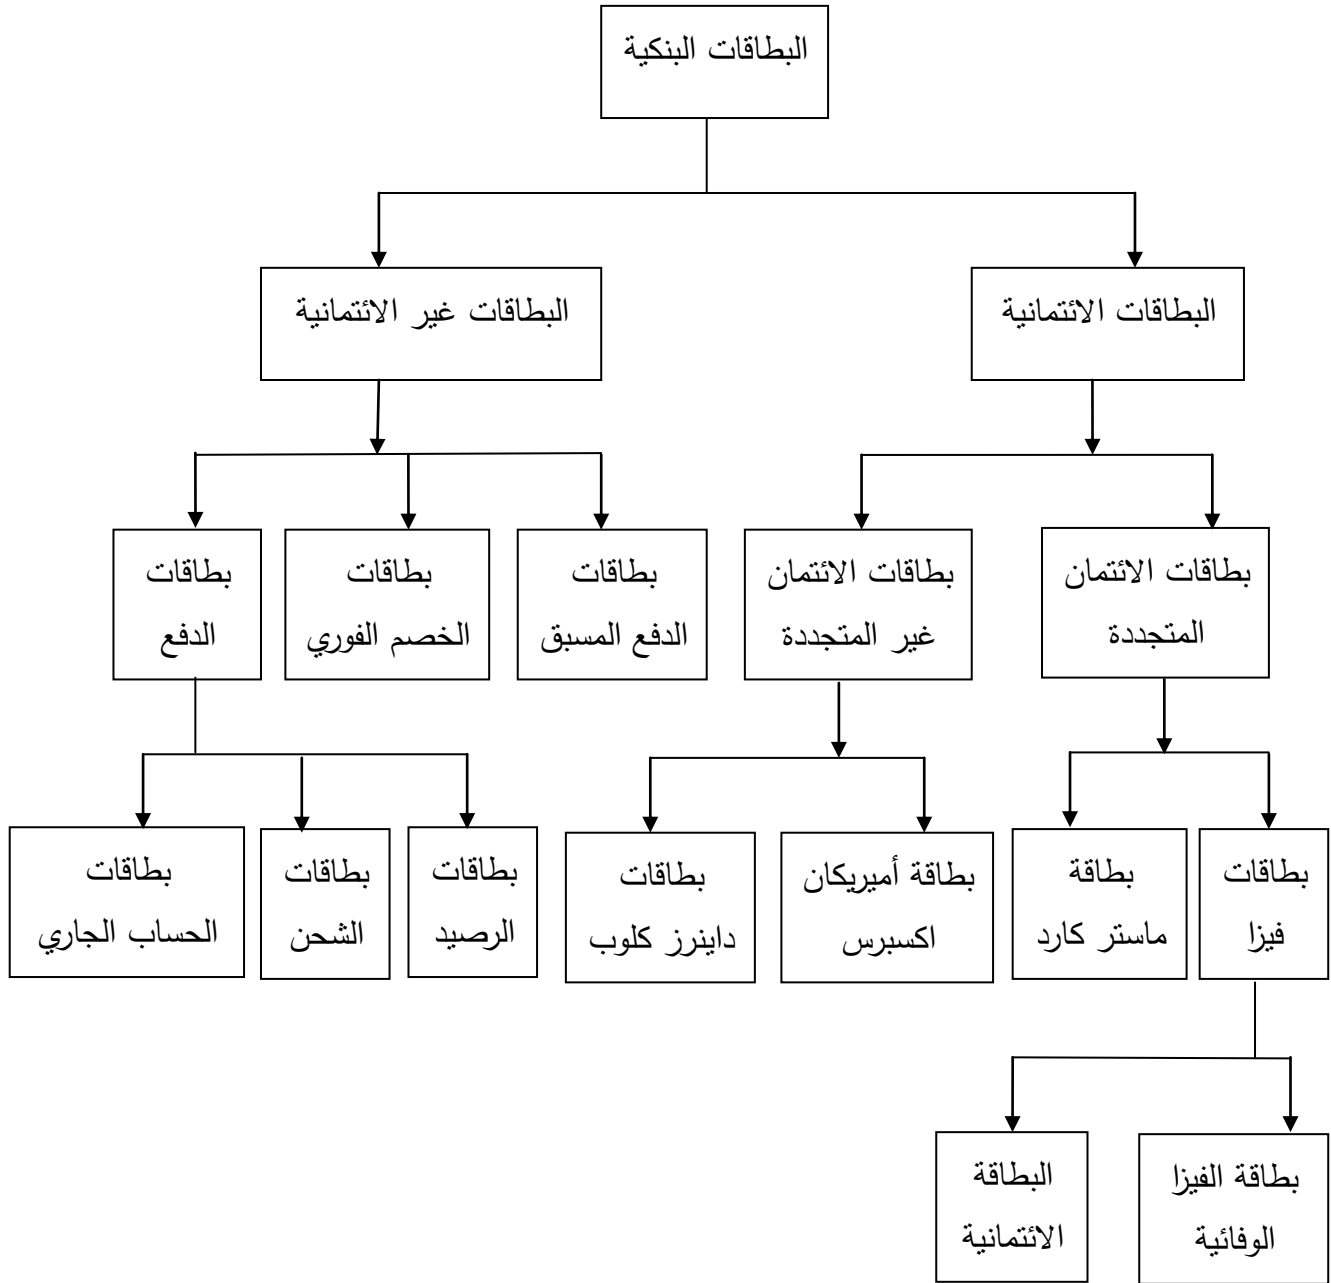 البطاقات البنكية
البطاقات الائتمانية
البطاقات غير الائتمانية
بطاقات الائتمان
المتجددة
بطاقات الائتمان
غير المتجددة
بطاقات
الدفع المسبق
بطاقات
الخصم الفوري
بطاقات
الدفع
بطاقات
فيزا
بطاقة
ماستر كارد
بطاقة أميريكان
اكسبرس
بطاقات
داينرز كلوب
بطاقات
الرصيد
بطاقات
الشحن
بطاقات
الحساب الجاري
بطاقة الفيزا
الوفائية
البطاقة
الائتمانية